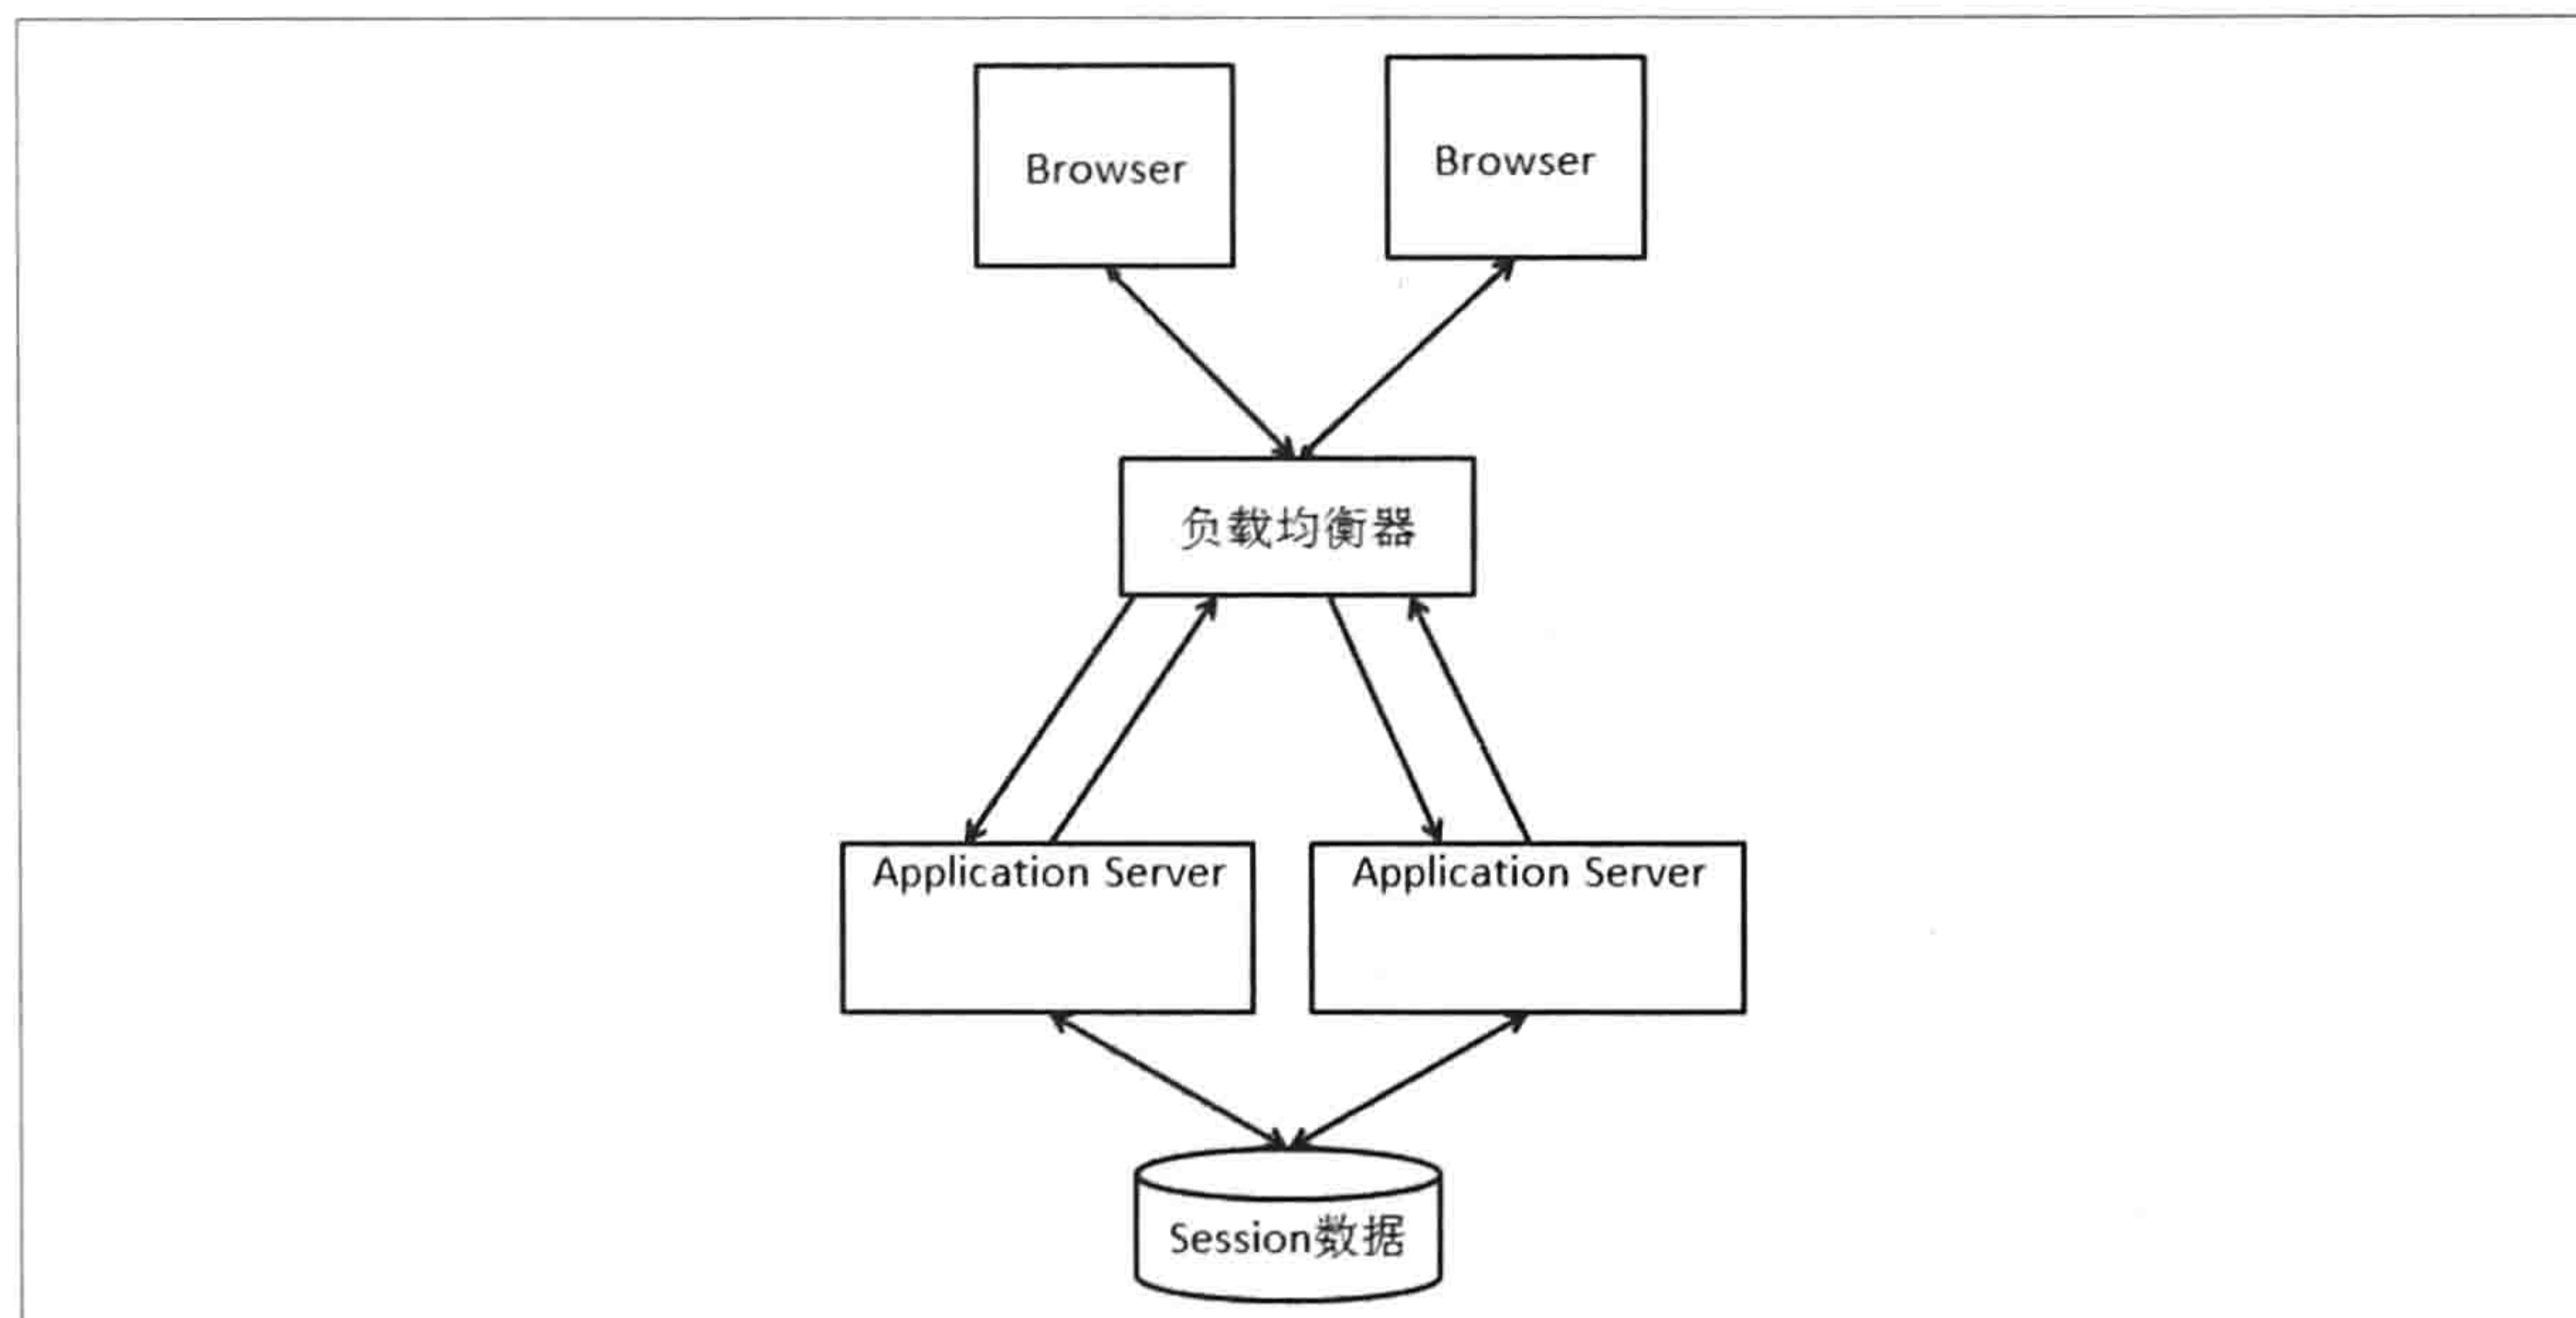 Browser
Browser
负载均衡器
Application Server
Application Server
Session数据